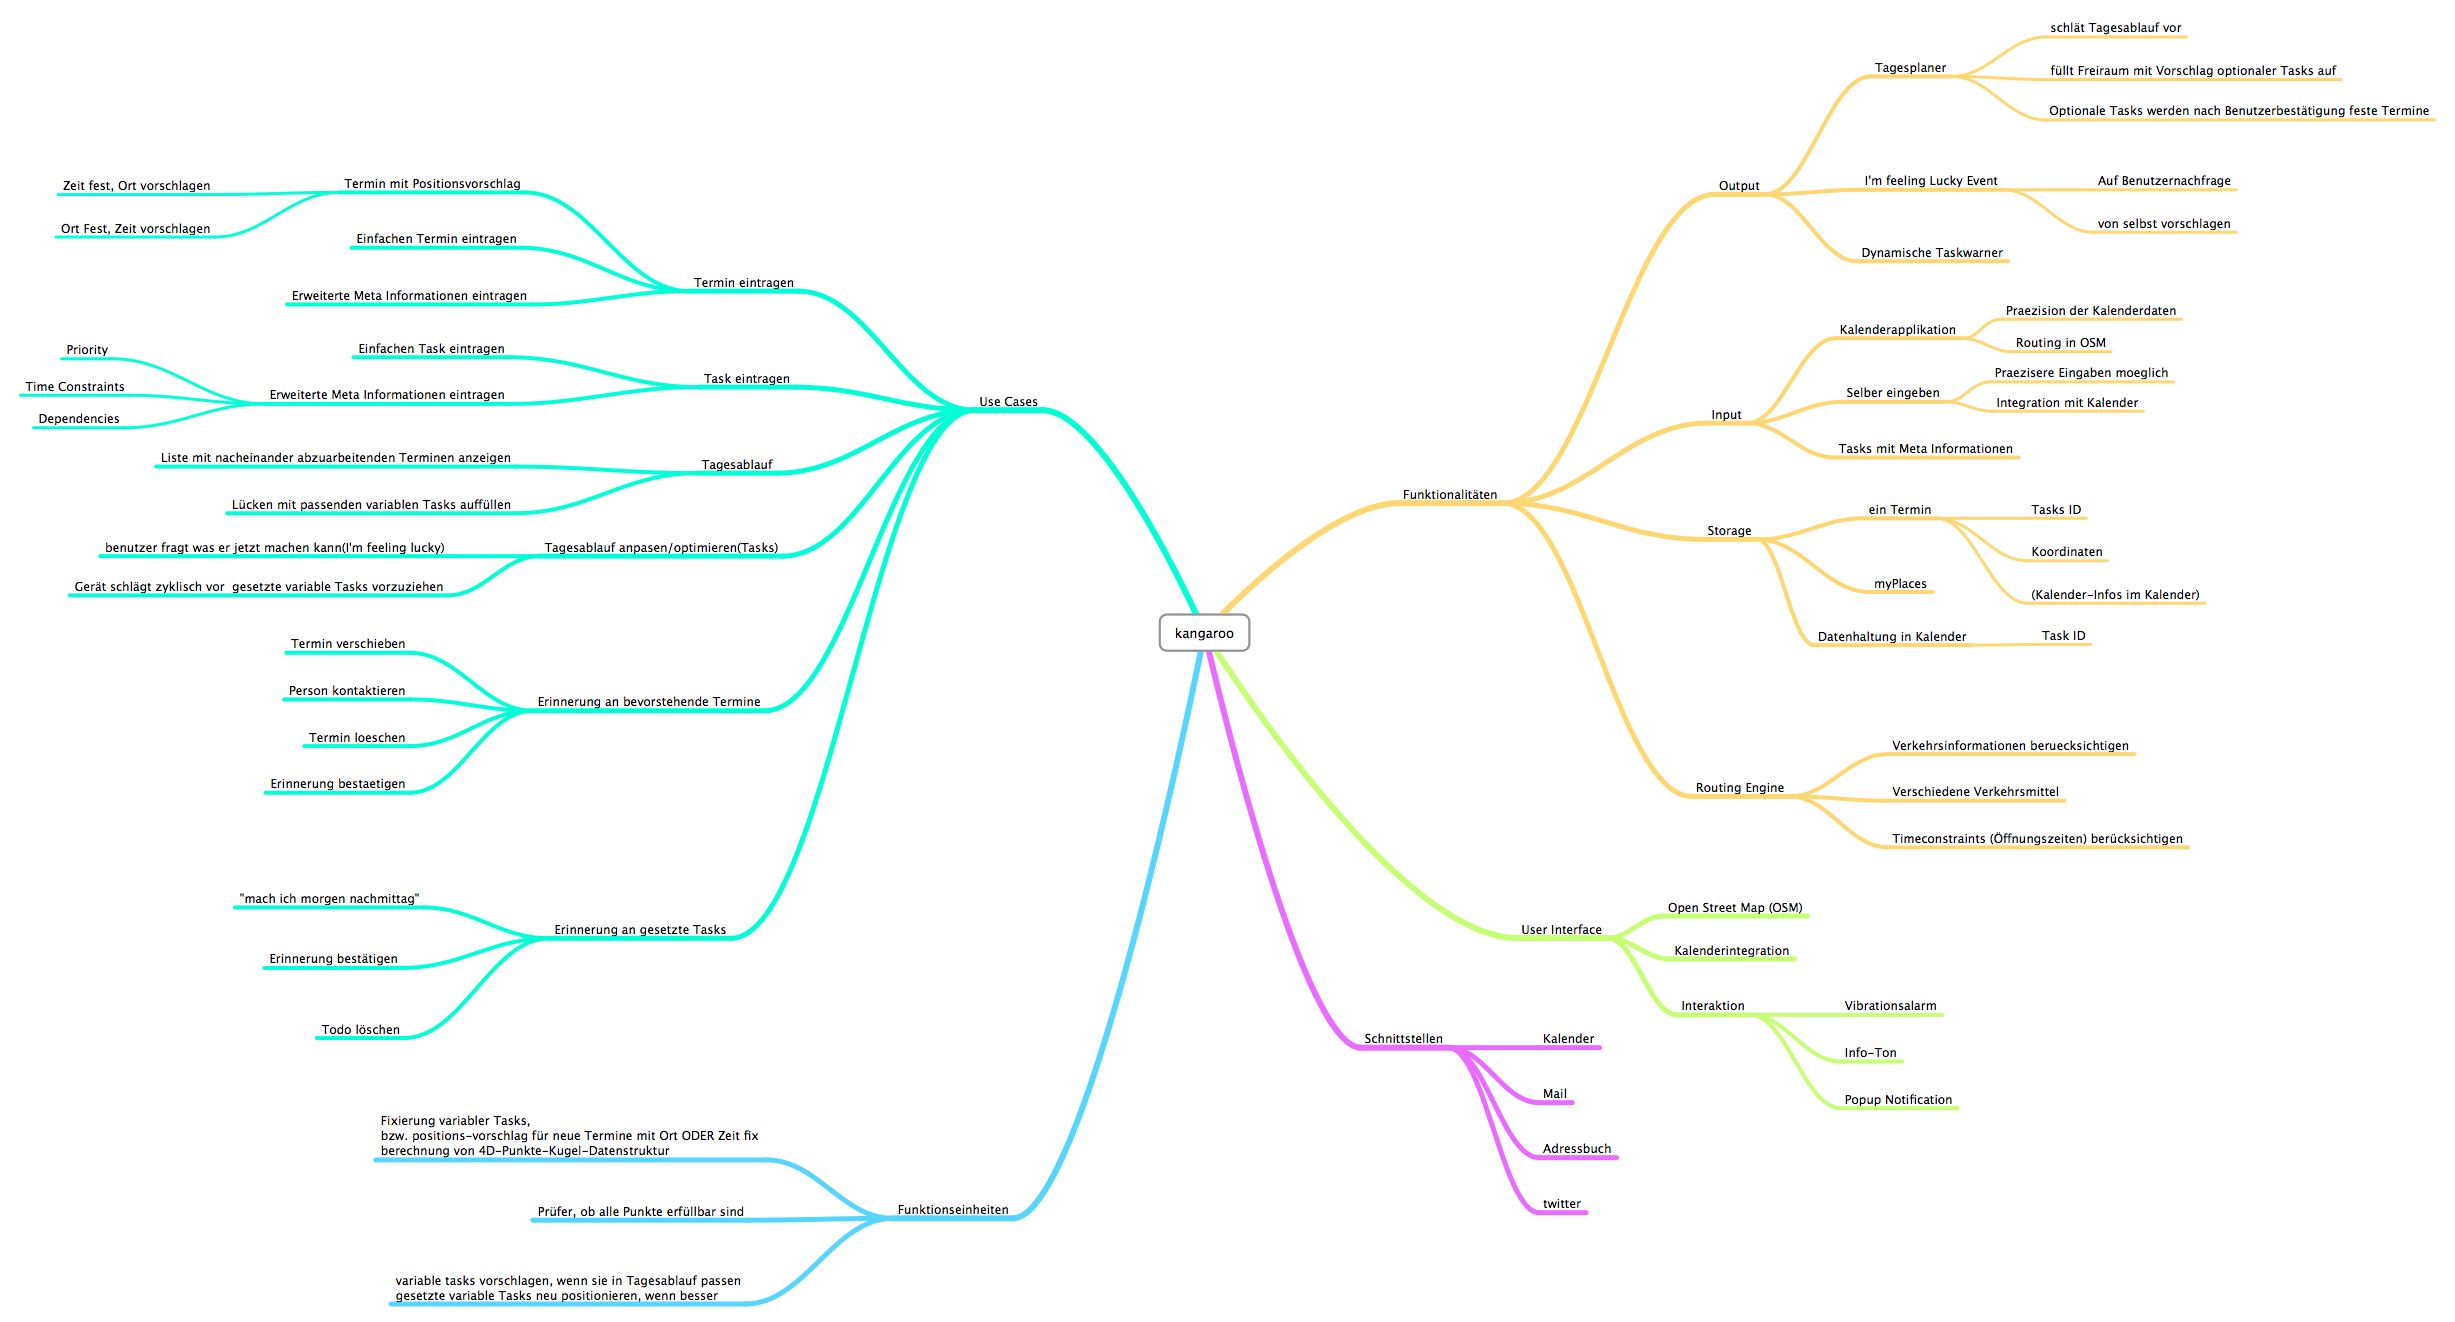 kangaroo
Use Cases
Termin eintragen
Termin mit Positionsvorschlag
Zeit fest, Ort vorschlagen
Ort Fest, Zeit vorschlagen
Einfachen Termin eintragen
Erweiterte Meta Informationen eintragen
Task eintragen
Einfachen Task eintragen
Erweiterte Meta Informationen eintragen
Priority
Time Constraints
Dependencies
Tagesablauf
Liste mit nacheinander abzuarbeitenden Terminen anzeigen
Lücken mit passenden variablen Tasks auffüllen
Tagesablauf anpasen/optimieren(Tasks)
benutzer fragt was er jetzt machen kann(I'm feeling lucky)
Gerät schlägt zyklisch vor  gesetzte variable Tasks vorzuziehen
Erinnerung an bevorstehende Termine
Termin verschieben
Person kontaktieren
Termin loeschen
Erinnerung bestaetigen
Erinnerung an gesetzte Tasks
"mach ich morgen nachmittag"
Erinnerung bestätigen
Todo löschen
Funktionseinheiten
Fixierung variabler Tasks,
bzw. positions-vorschlag für neue Termine mit Ort ODER Zeit fix
berechnung von 4D-Punkte-Kugel-Datenstruktur
Prüfer, ob alle Punkte erfüllbar sind
variable tasks vorschlagen, wenn sie in Tagesablauf passen
gesetzte variable Tasks neu positionieren, wenn besser
Funktionalitäten
Output
Tagesplaner
schlät Tagesablauf vor
füllt Freiraum mit Vorschlag optionaler Tasks auf
Optionale Tasks werden nach Benutzerbestätigung feste Termine
I'm feeling Lucky Event
Auf Benutzernachfrage
von selbst vorschlagen
Dynamische Taskwarner
Input
Kalenderapplikation
Praezision der Kalenderdaten
Routing in OSM
Selber eingeben
Praezisere Eingaben moeglich
Integration mit Kalender
Tasks mit Meta Informationen
Storage
ein Termin
Tasks ID
Koordinaten
(Kalender-Infos im Kalender)
myPlaces
Datenhaltung in Kalender
Task ID
Routing Engine
Verkehrsinformationen beruecksichtigen
Verschiedene Verkehrsmittel
Timeconstraints (Öffnungszeiten) berücksichtigen
User Interface
Open Street Map (OSM)
Kalenderintegration
Interaktion
Vibrationsalarm
Info-Ton
Popup Notification
Schnittstellen
Kalender
Mail
Adressbuch
twitter